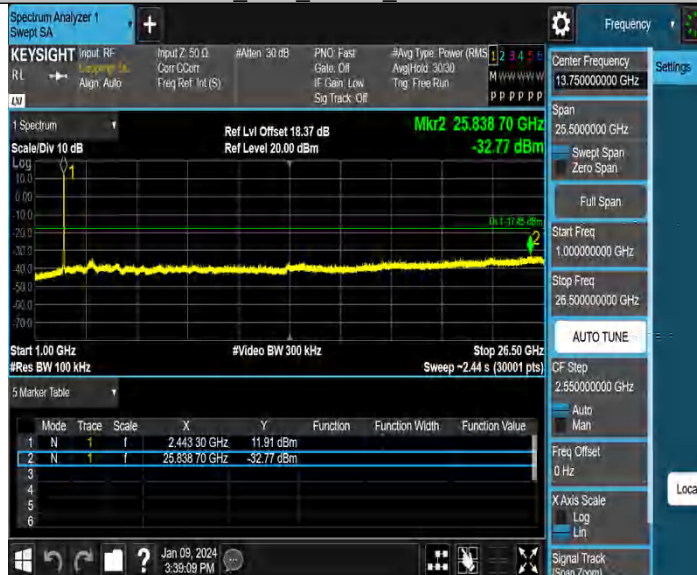 Spectrum Analyzer 1
Swept SA
+
Frequency
KEYSIGHT
RL
LXI
Input: RF
Align: Auto
Input Z: 50 Ω
Corr CCorr
Freq Ref: Int (S)
#Atten: 30 dB
PNO: Fast
Gate: Off
IF Gain: Low
Sig Track: Off
#Avg Type: Power (RMS
Avg|Hold: 30/30
Trig: Free Run
1 2 3 4 5 6
M W W W W W
P P P P P P
1 Spectrum
Scale/Div 10 dB
Ref Lvl Offset 18.37 dB
Ref Level 20.00 dBm
Mkr2 25.838 70 GHz
-32.77 dBm
Log
10.0
0.00
-10.0
-20.0
-30.0
-40.0
-50.0
-60.0
-70.0
1
2
Start 1.00 GHz
#Res BW 100 kHz
#Video BW 300 kHz
Stop 26.50 GHz
Sweep ~2.44 s (30001 pts)
5 Marker Table
Mode Trace Scale X Y Function Function Width Function Value
1 N 1 f 2.443 30 GHz 11.91 dBm
2 N 1 f 25.838 70 GHz -32.77 dBm
3
4
5
6
?
Jan 09, 2024
3:39:09 PM
Center Frequency
13.750000000 GHz
Settings
Span
25.5000000 GHz
Swept Span
Zero Span
Full Span
Start Freq
1.000000000 GHz
Stop Freq
26.500000000 GHz
AUTO TUNE
CF Step
2.550000000 GHz
Auto
Man
Freq Offset
0 Hz
X Axis Scale
Log
Lin
Loca
Signal Track
(Span Zoom)